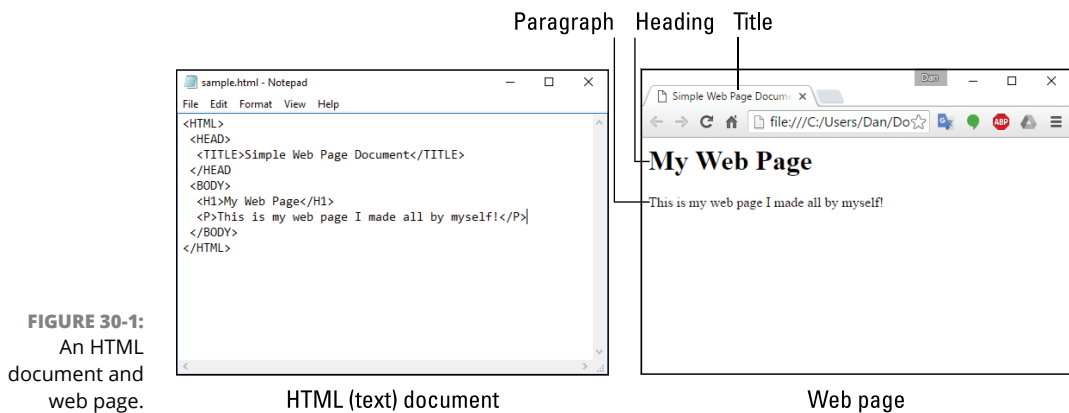 Paragraph Heading Title
sample.html - Notepad
File Edit Format View Help
<HTML>
<HEAD>
<TITLE>Simple Web Page Document</TITLE>
</HEAD
<BODY>
<H1>My Web Page</H1>
<P>This is my web page I made all by myself!</P>
</BODY>
</HTML>
Dan
Simple Web Page Docume
file:///C:/Users/Dan/Do
ABP
My Web Page
This is my web page I made all by myself!
FIGURE 30-1:
An HTML
document and
web page.
HTML (text) document
Web page